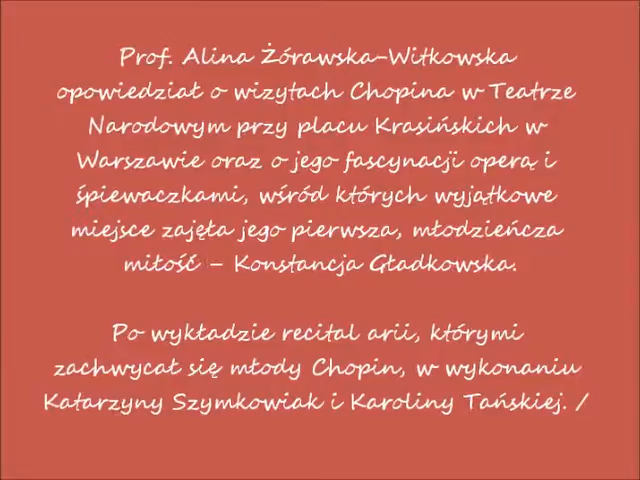 Prof. Alina Żórawska-Witkowska
opowiedział o wizytach Chopina w Teatrze
Narodowym przy placu Krasińskich w
Warszawie oraz o jego fascynacji operą i
śpiewaczkami, wśród których wyjątkowe
miejsce zajęła jego pierwsza, młodzieńcza
miłość – Konstancja Gładkowska.
Po wykładzie recital arii, którymi
zachwycał się młody Chopin, w wykonaniu
Katarzyny Szymkowiak i Karoliny Tańskiej. /